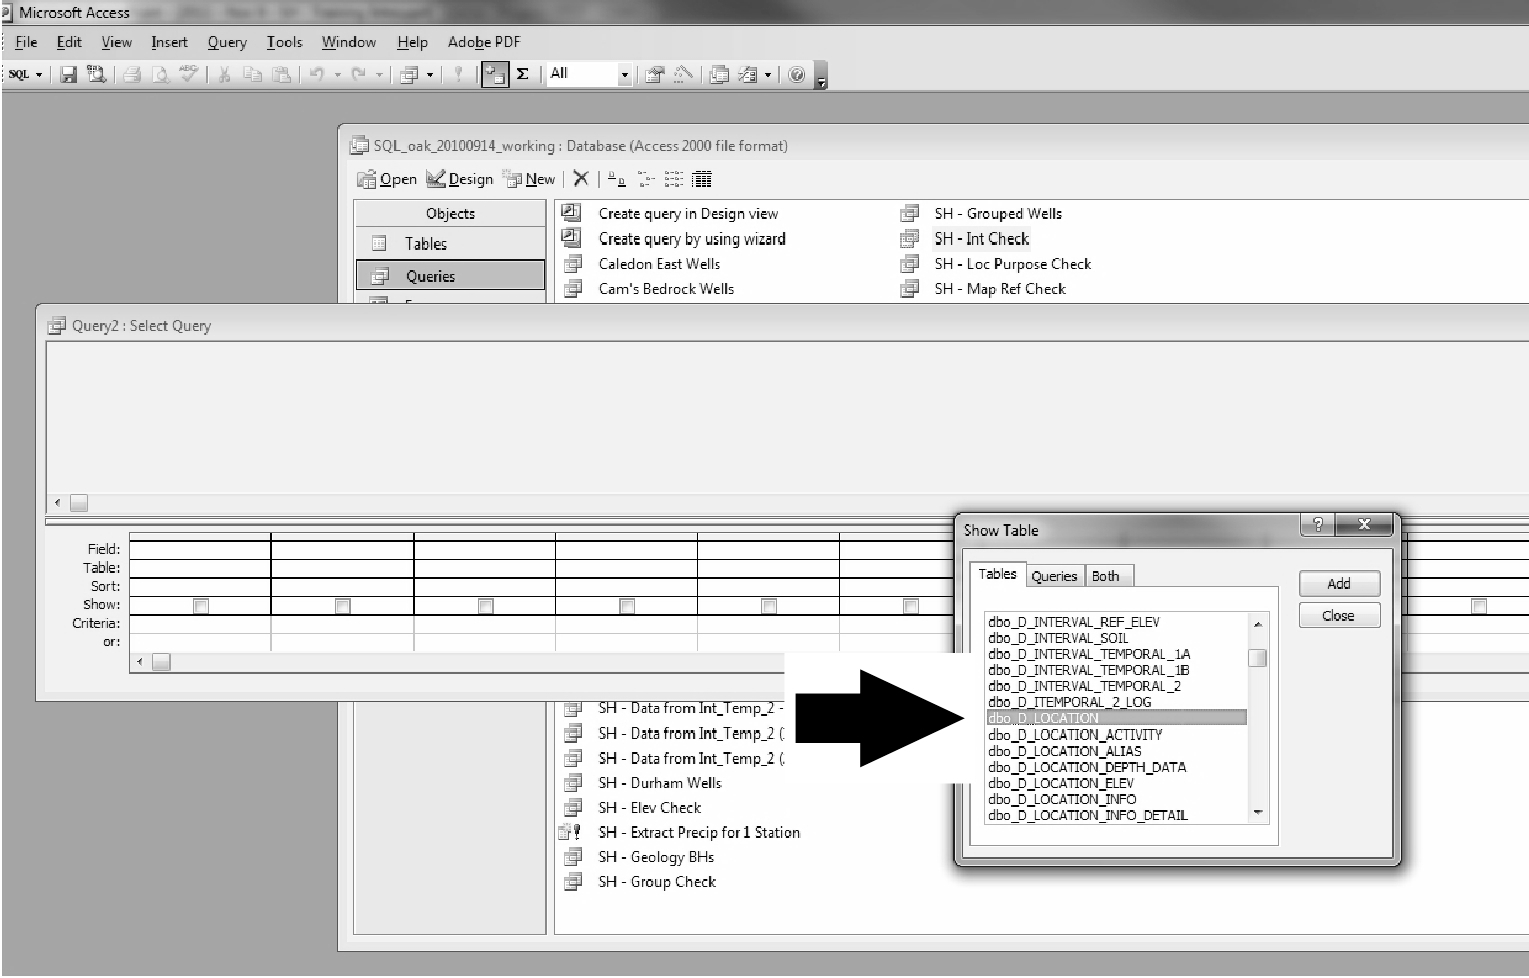 Microsoft Access
File Edit View Insert Query Tools Window Help Adobe PDF
SQL All
SQL_oak_20100914_working : Database (Access 2000 file format)
Open Design New
Objects
Tables
Queries
Create query in Design view
Create query by using wizard
Caledon East Wells
Cam's Bedrock Wells
SH - Grouped Wells
SH - Int Check
SH - Loc Purpose Check
SH - Map Ref Check
Query2 : Select Query
Field:
Table:
Sort:
Show:
Criteria:
or:
Show Table
Tables Queries Both
Add
Close
dbo_D_INTERVAL_REF_ELEV
dbo_D_INTERVAL_SOIL
dbo_D_INTERVAL_TEMPORAL_1A
dbo_D_INTERVAL_TEMPORAL_1B
dbo_D_INTERVAL_TEMPORAL_2
dbo_D_ITEMPORAL_2_LOG
dbo_D_LOCATION
dbo_D_LOCATION_ACTIVITY
dbo_D_LOCATION_ALIAS
dbo_D_LOCATION_DEPTH_DATA
dbo_D_LOCATION_ELEV
dbo_D_LOCATION_INFO
dbo_D_LOCATION_INFO_DETAIL
SH - Data from Int_Temp_2 -
SH - Data from Int_Temp_2 (
SH - Data from Int_Temp_2 (
SH - Durham Wells
SH - Elev Check
SH - Extract Precip for 1 Station
SH - Geology BHs
SH - Group Check